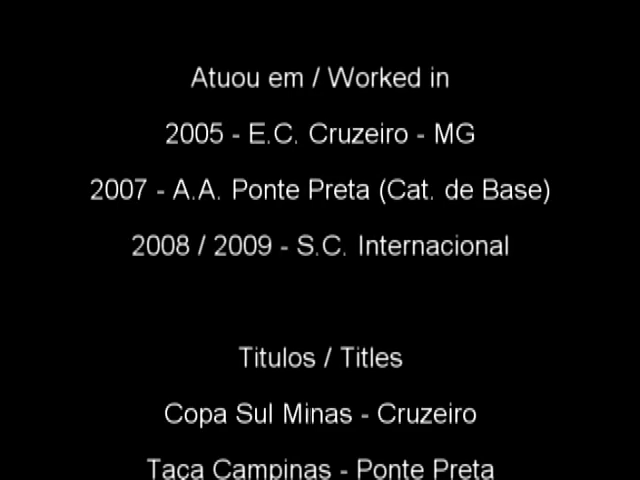 Atuou em / Worked in
2005 - E.C. Cruzeiro - MG
2007 - A.A. Ponte Preta (Cat. de Base)
2008 / 2009 - S.C. Internacional
Titulos / Titles
Copa Sul Minas - Cruzeiro
Taça Campinas - Ponte Preta